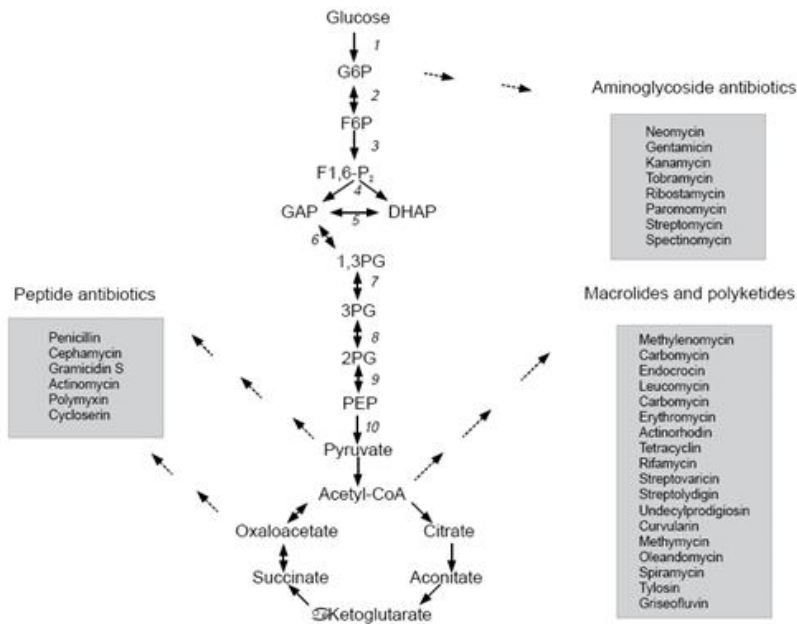 Glucose
1
G6P
2
F6P
3
F1,6-P₂
4
GAP
5
DHAP
6
1,3PG
7
3PG
8
2PG
9
PEP
10
Pyruvate
Acetyl-CoA
Oxaloacetate
Citrate
Succinate
Aconitate
Ketoglutarate
Aminoglycoside antibiotics
Neomycin
Gentamicin
Kanamycin
Tobramycin
Ribostamycin
Paromomycin
Streptomycin
Spectinomycin
Peptide antibiotics
Penicillin
Cephamycin
Gramicidin S
Actinomycin
Polymyxin
Cycloserin
Macrolides and polyketides
Methylenomycin
Carbomycin
Endocrocin
Leucomycin
Carbomycin
Erythromycin
Actinorhodin
Tetracyclin
Rifamycin
Streptovaricin
Streptolydigin
Undecylprodigiosin
Curvularin
Methymycin
Oleandomycin
Spiramycin
Tylosin
Griseofluvin